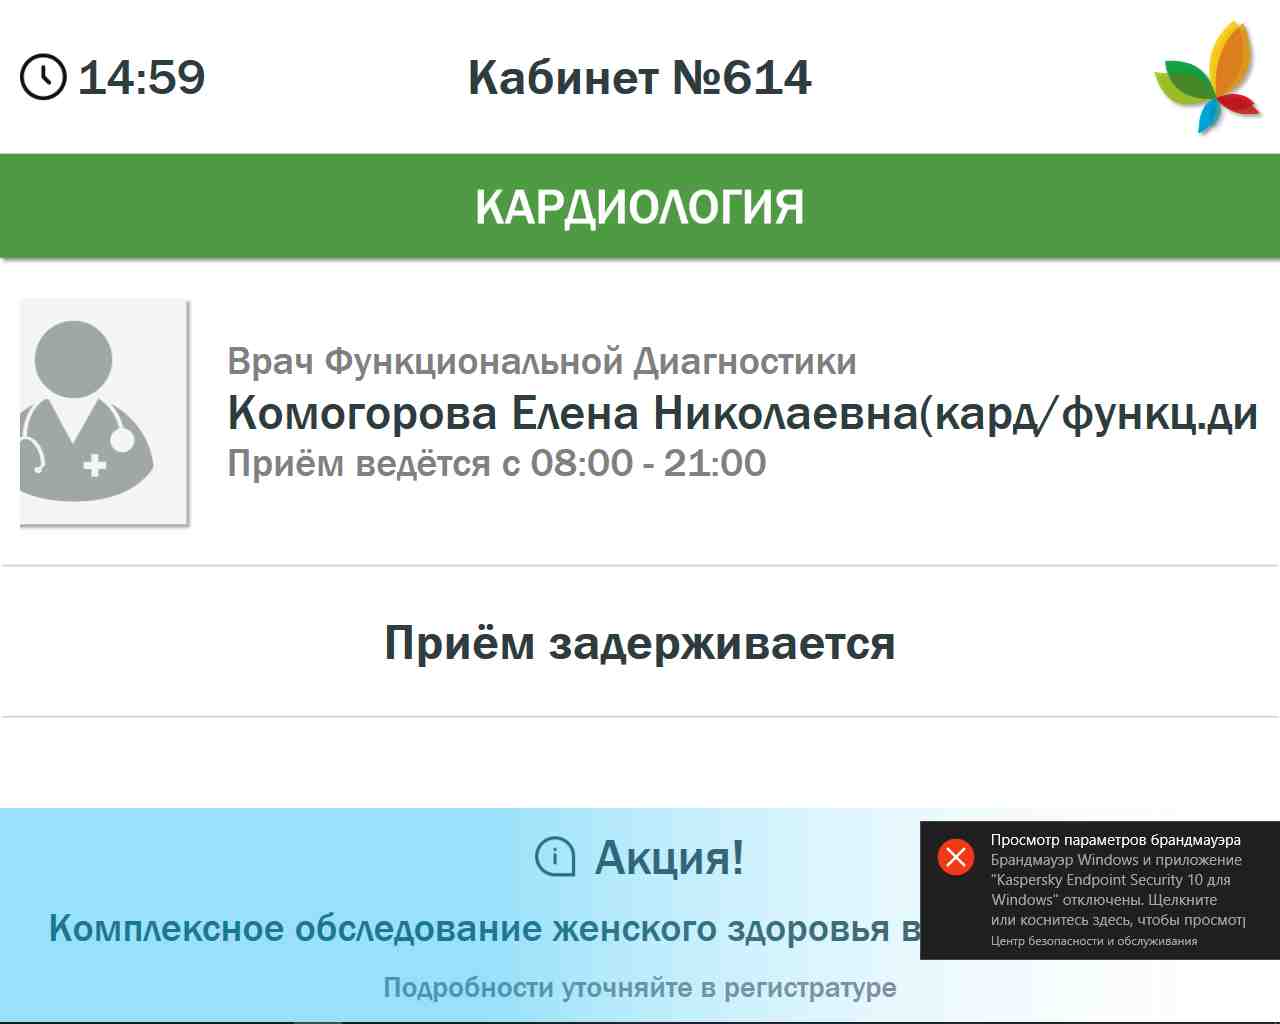 14:59
Кабинет №614
КАРДИОЛОГИЯ
Врач Функциональной Диагностики
Комогорова Елена Николаевна(кард/функц.ди
Приём ведётся с 08:00 - 21:00
Приём задерживается
Акция!
Комплексное обследование женского здоровья в
Подробности уточняйте в регистратуре
Просмотр параметров брандмауэра
Брандмауэр Windows и приложение
"Kaspersky Endpoint Security 10 для
Windows" отключены. Щелкните
или коснитесь здесь, чтобы просмотр
Центр безопасности и обслуживания